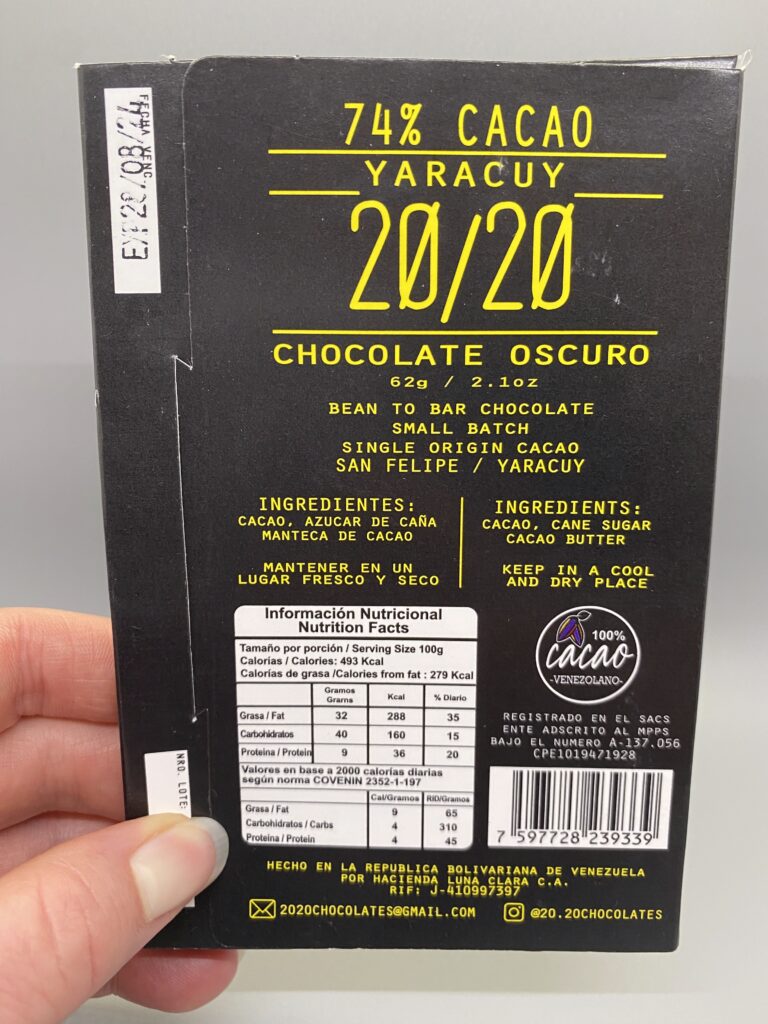 FECHA VENC
EXP 20/08/24
74% CACAO
YARACUY
20/20
CHOCOLATE OSCURO
62g / 2.1oz
BEAN TO BAR CHOCOLATE
SMALL BATCH
SINGLE ORIGIN CACAO
SAN FELIPE / YARACUY
INGREDIENTES:
CACAO, AZUCAR DE CAÑA
MANTECA DE CACAO
MANTENER EN UN
LUGAR FRESCO Y SECO
INGREDIENTS:
CACAO, CANE SUGAR
CACAO BUTTER
KEEP IN A COOL
AND DRY PLACE
Información Nutricional
Nutrition Facts
Tamaño por porción / Serving Size 100g
Calorías / Calories: 493 Kcal
Calorías de grasa /Calories from fat : 279 Kcal
Gramos Kcal % Diario
Grams
Grasa / Fat 32 288 35
Carbohidratos 40 160 15
Proteina / Protein 9 36 20
Valores en base a 2000 calorías diarias
según norma COVENIN 2352-1-197
Cal/Gramos RID/Gramos
Grasa / Fat 9 65
Carbohidratos / Carbs 4 310
Proteina / Protein 4 45
100%
cacao
-VENEZOLANO-
REGISTRADO EN EL SACS
ENTE ADSCRITO AL MPPS
BAJO EL NUMERO A-137.056
CPE1019471928
7 597728 239339
NRO. LOTE:
HECHO EN LA REPUBLICA BOLIVARIANA DE VENEZUELA
POR HACIENDA LUNA CLARA C.A.
RIF: J-410997397
2020CHOCOLATES@GMAIL.COM
@20.20CHOCOLATES